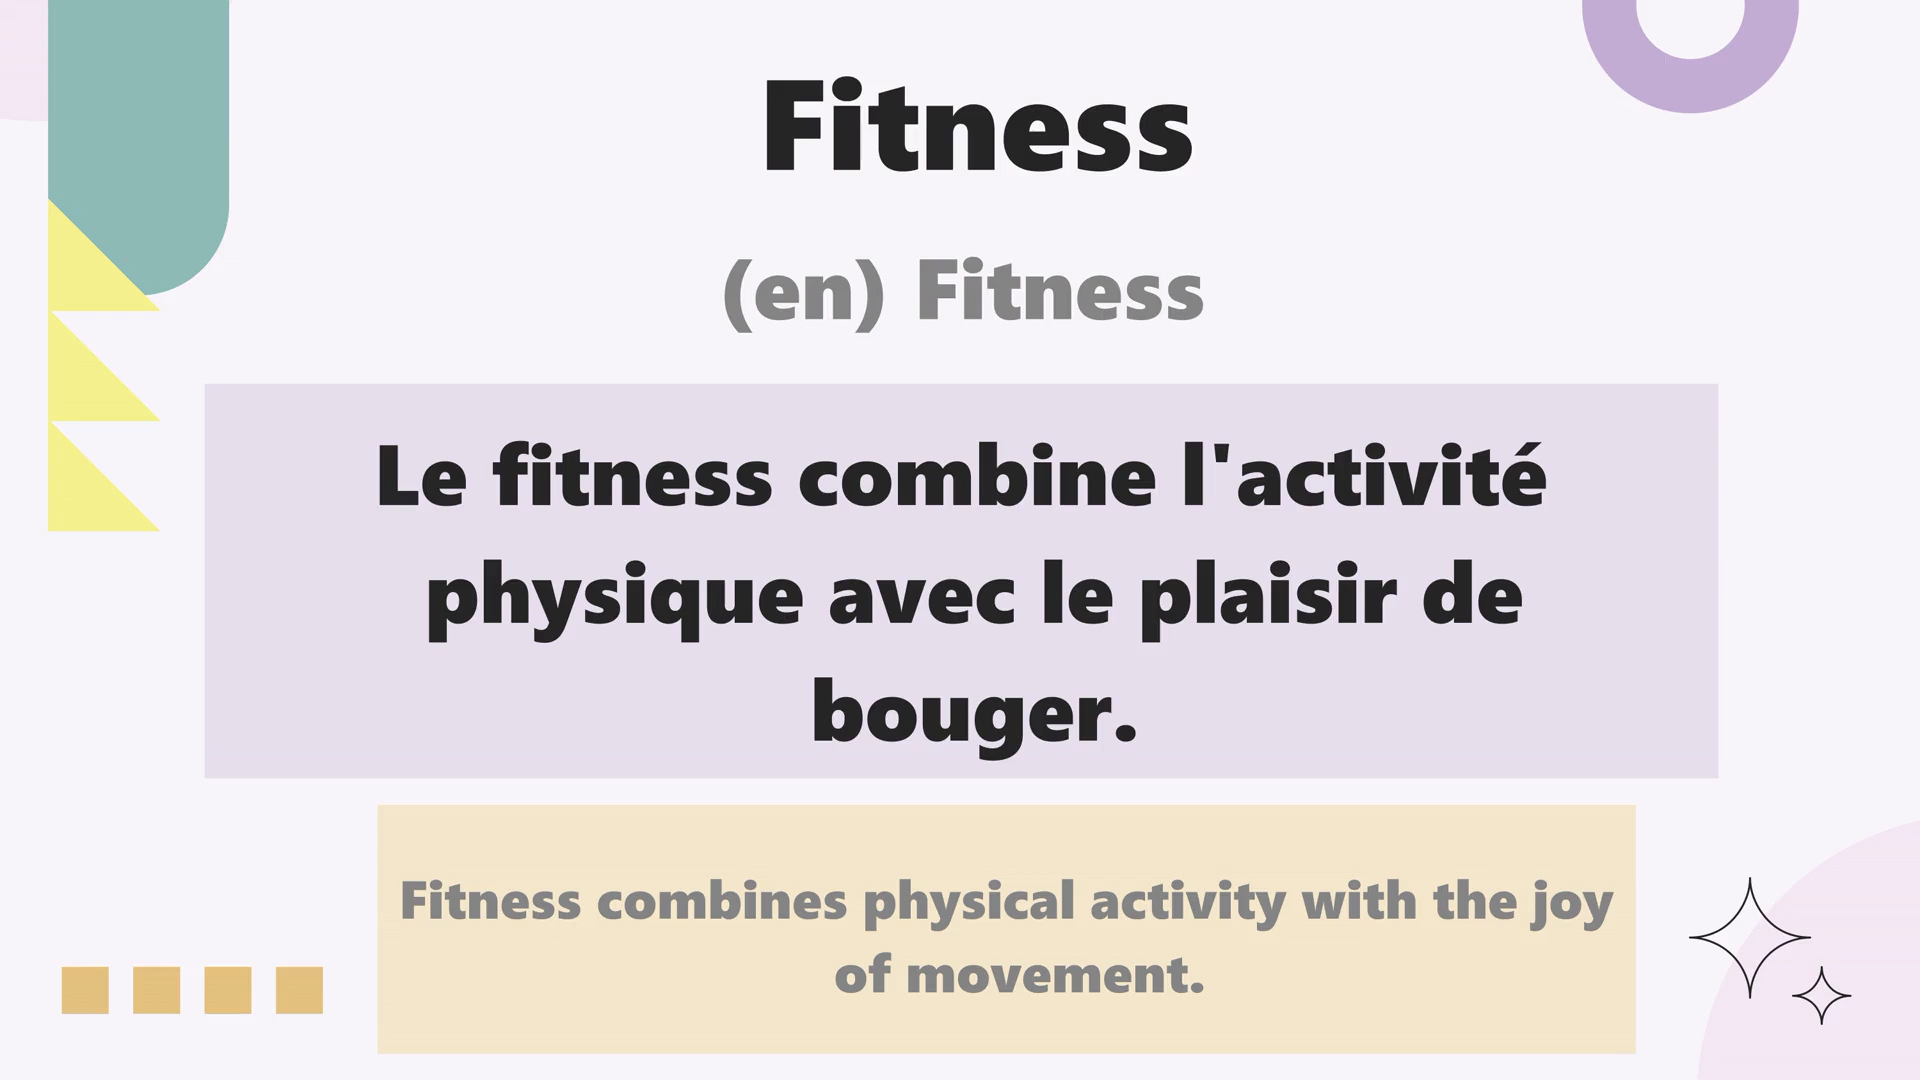 Fitness
(en) Fitness
Le fitness combine l'activité
physique avec le plaisir de
bouger.
Fitness combines physical activity with the joy
of movement.